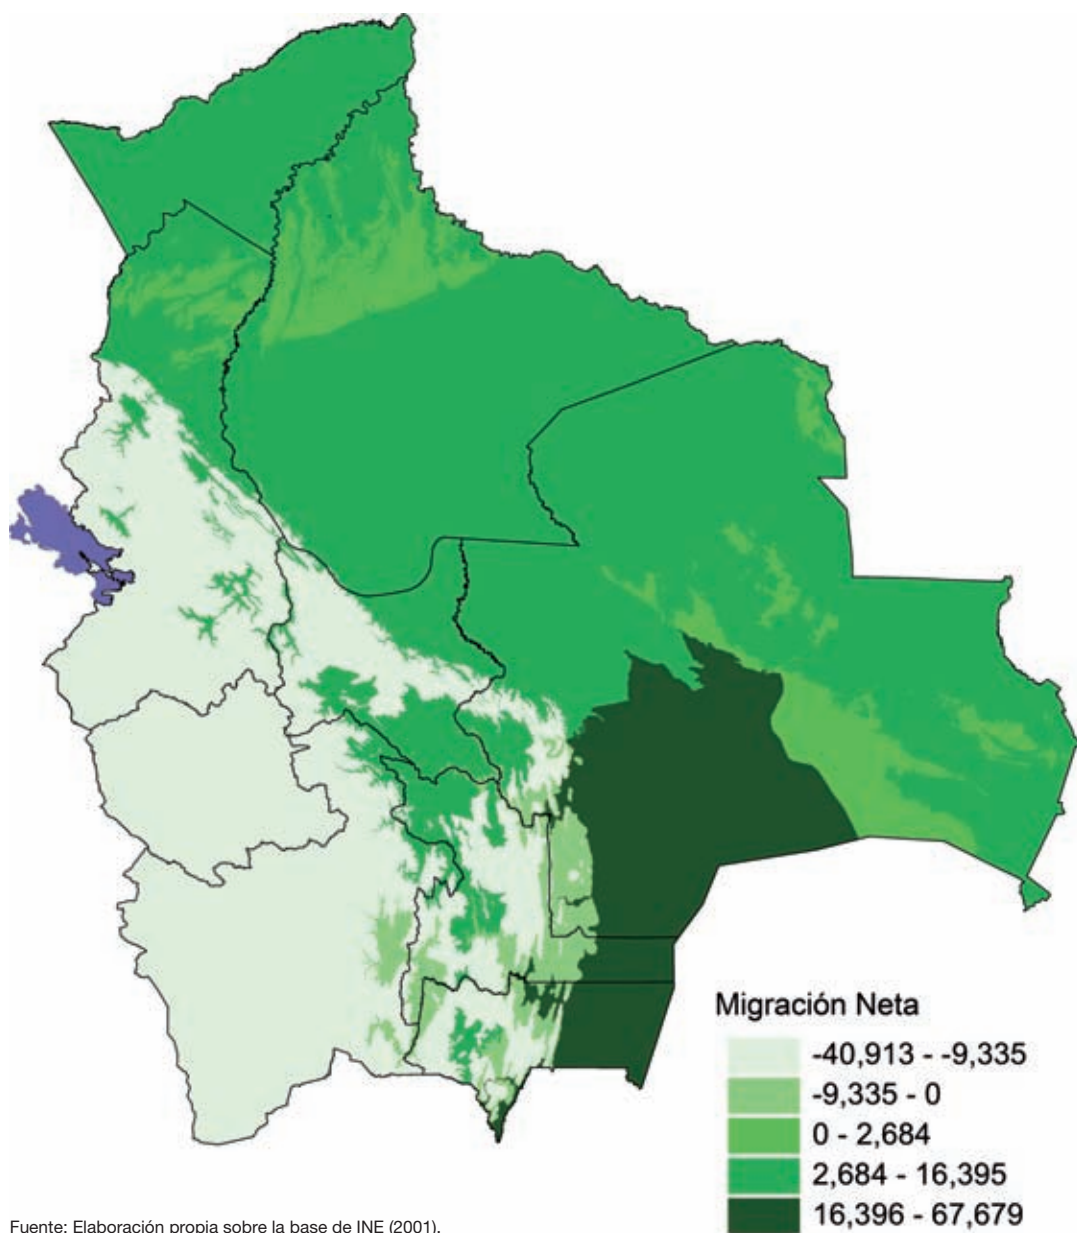 Migración Neta
-40,913 - -9,335
-9,335 - 0
0 - 2,684
2,684 - 16,395
16,396 - 67,679
Fuente: Elaboración propia sobre la base de INE (2001).